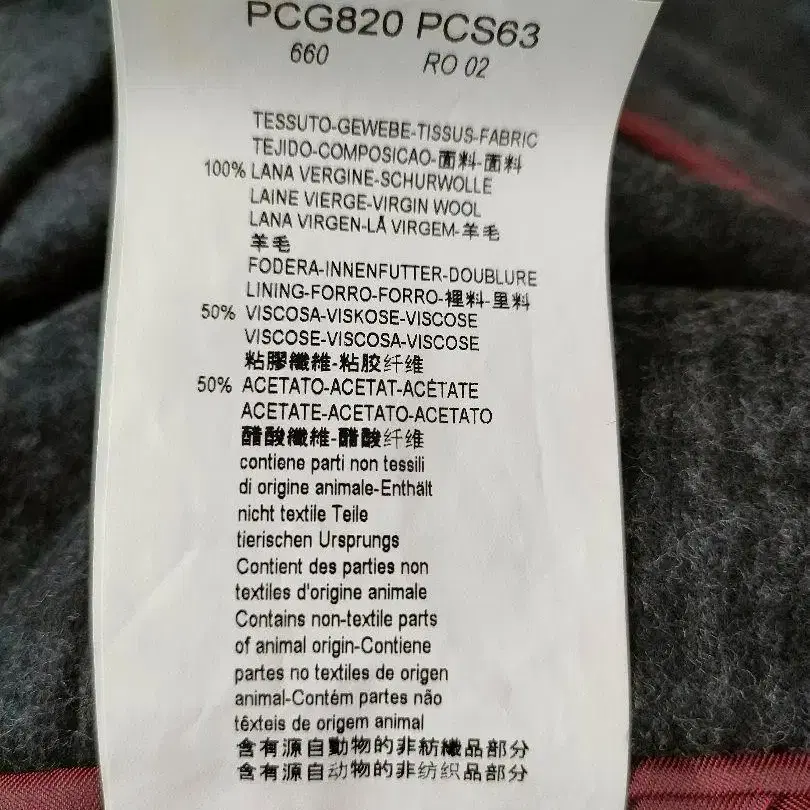 PCG820 PCS63
660 RO 02
TESSUTO-GEWEBE-TISSUS-FABRIC
TEJIDO-COMPOSICAO-面料-面料
100% LANA VERGINE-SCHURWOLLE
LAINE VIERGE-VIRGIN WOOL
LANA VIRGEN-LÃ VIRGEM-羊毛
羊毛
FODERA-INNENFUTTER-DOUBLURE
LINING-FORRO-FORRO-裡料-里料
50% VISCOSA-VISKOSE-VISCOSE
VISCOSE-VISCOSA-VISCOSE
粘膠纖維-粘胶纤维
50% ACETATO-ACETAT-ACÉTATE
ACETATE-ACETATO-ACETATO
醋酸纖維-醋酸纤维
contiene parti non tessili
di origine animale-Enthält
nicht textile Teile
tierischen Ursprungs
Contient des parties non
textiles d'origine animale
Contains non-textile parts
of animal origin-Contiene
partes no textiles de origen
animal-Contém partes não
têxteis de origem animal
含有源自動物的非紡織品部分
含有源自动物的非纺织品部分